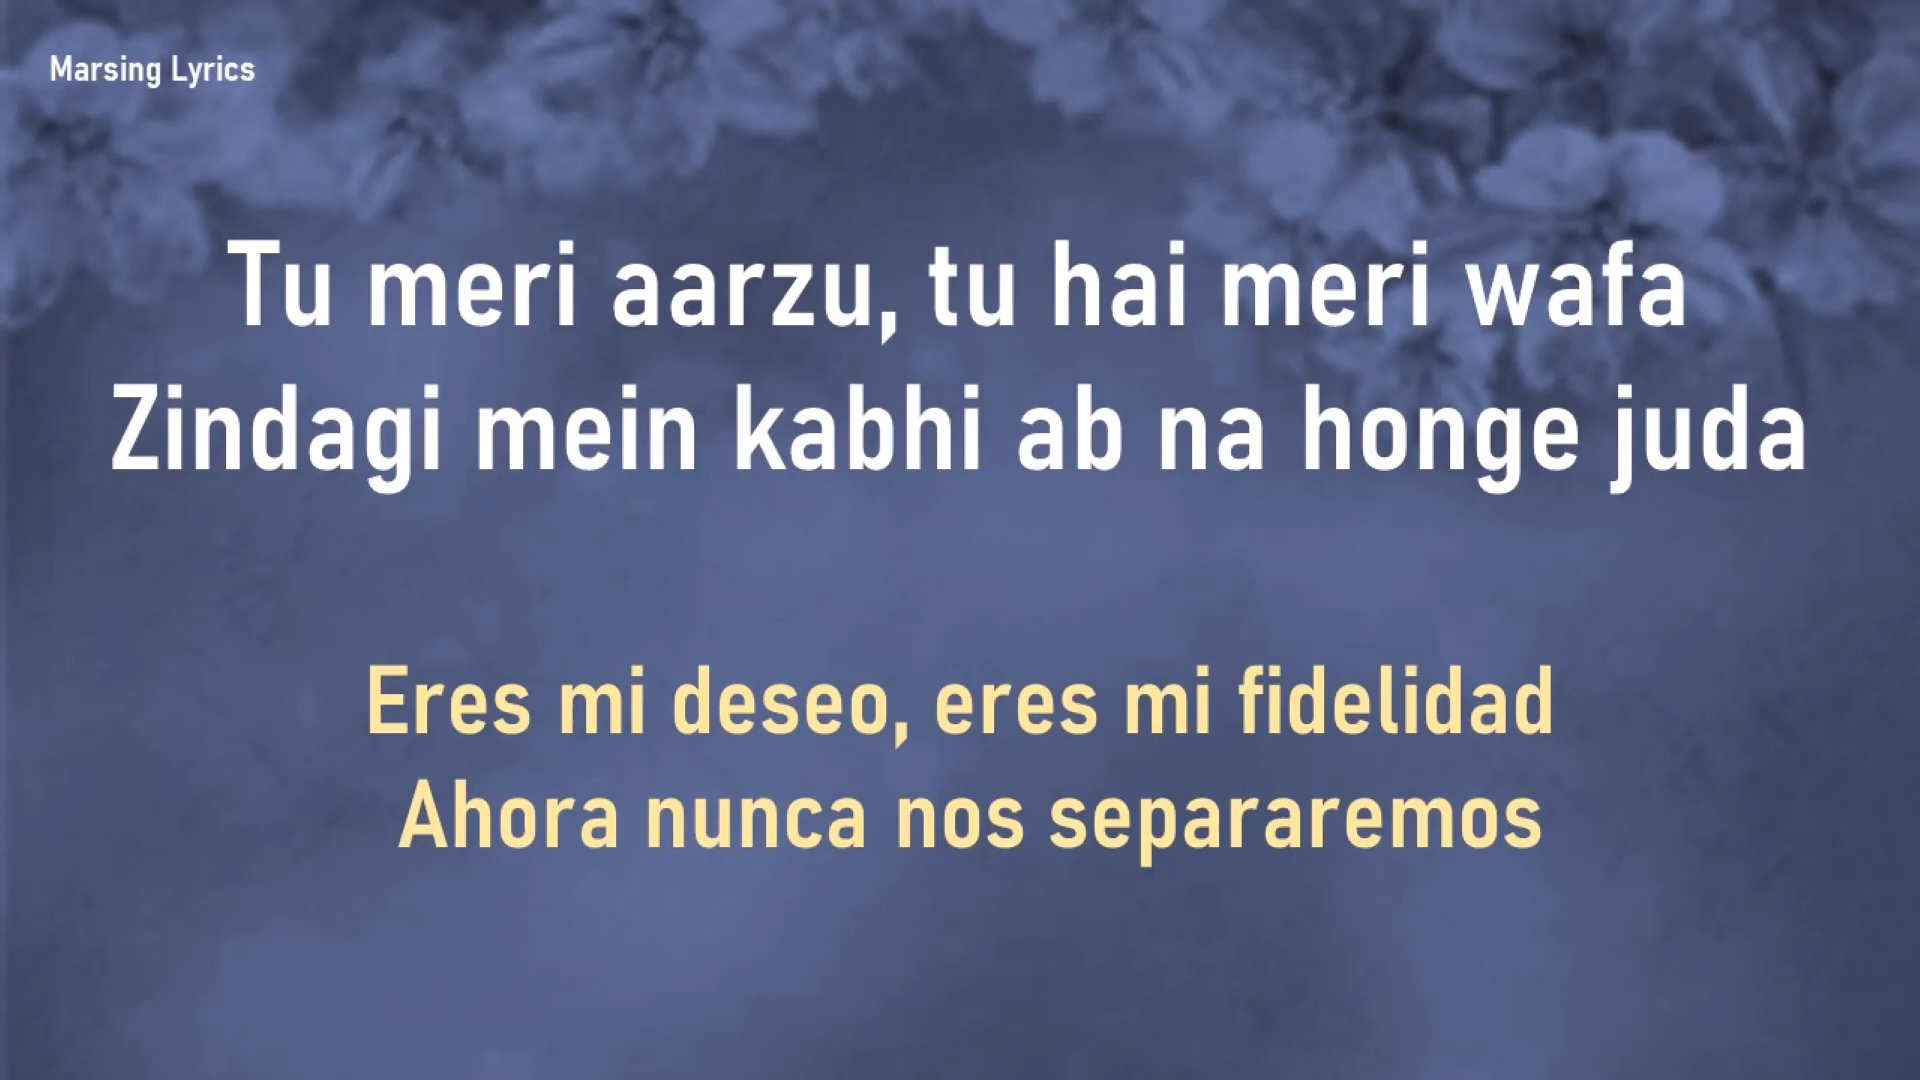 Marsing Lyrics
Tu meri aarzu, tu hai meri wafa
Zindagi mein kabhi ab na honge juda
Eres mi deseo, eres mi fidelidad
Ahora nunca nos separaremos